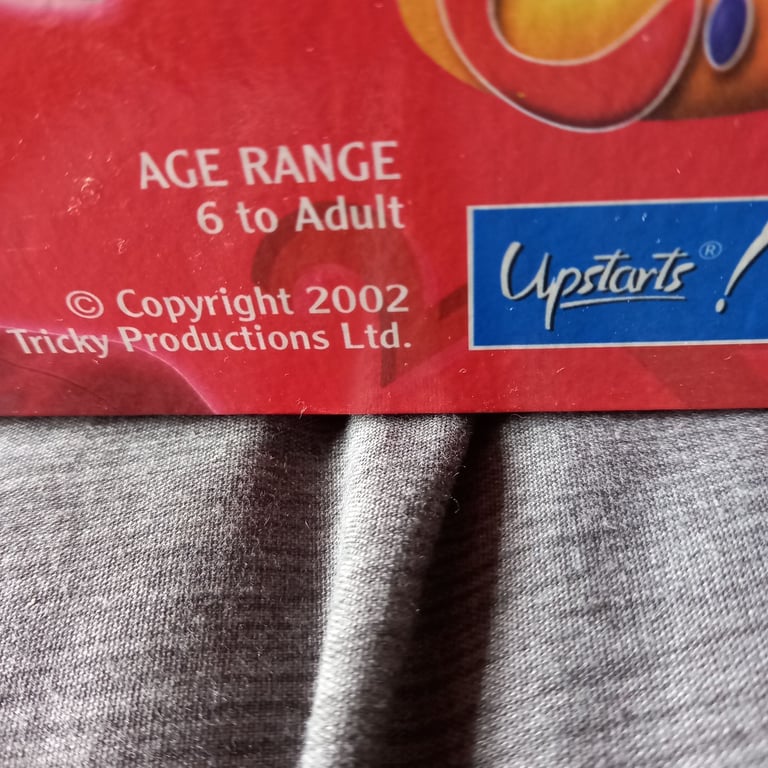 AGE RANGE
6 to Adult
© Copyright 2002
Tricky Productions Ltd.
Upstarts® !